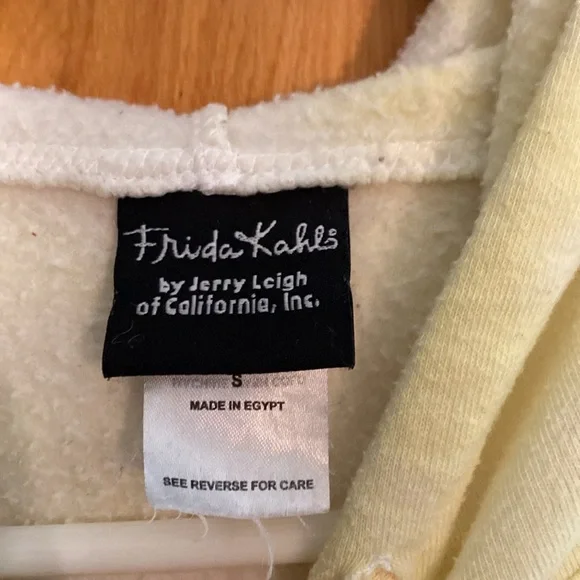 Frida Kahlo
by Jerry Leigh
of California, Inc.
S
MADE IN EGYPT
SEE REVERSE FOR CARE